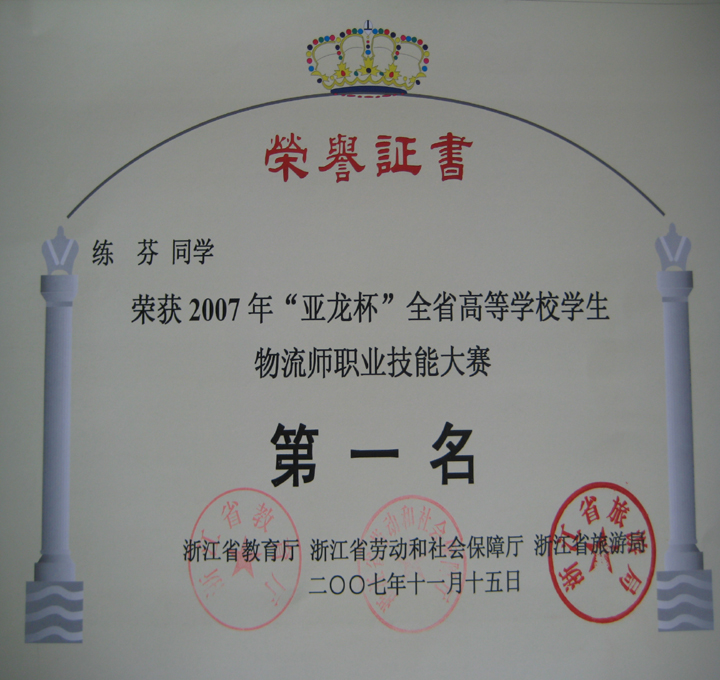 榮譽証書
练 芬 同学
荣获 2007 年“亚龙杯”全省高等学校学生
物流师职业技能大赛
第 一 名
浙江省教育厅 浙江省劳动和社会保障厅 浙江省旅游局
二〇〇七年十一月十五日